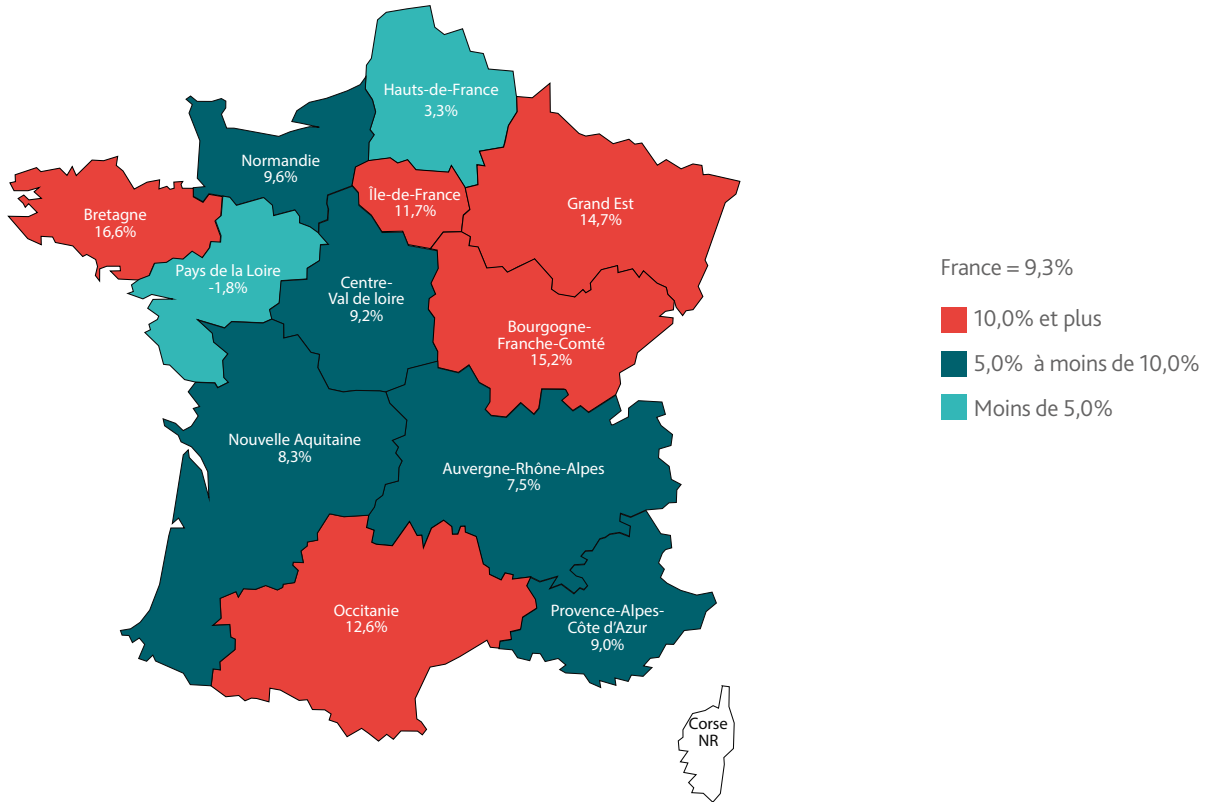 Hauts-de-France
3,3%
Normandie
9,6%
Île-de-France
11,7%
Grand Est
14,7%
Bretagne
16,6%
Pays de la Loire
-1,8%
Centre-
Val de loire
9,2%
Bourgogne-
Franche-Comté
15,2%
Nouvelle Aquitaine
8,3%
Auvergne-Rhône-Alpes
7,5%
Occitanie
12,6%
Provence-Alpes-
Côte d'Azur
9,0%
Corse
NR
France = 9,3%
10,0% et plus
5,0% à moins de 10,0%
Moins de 5,0%